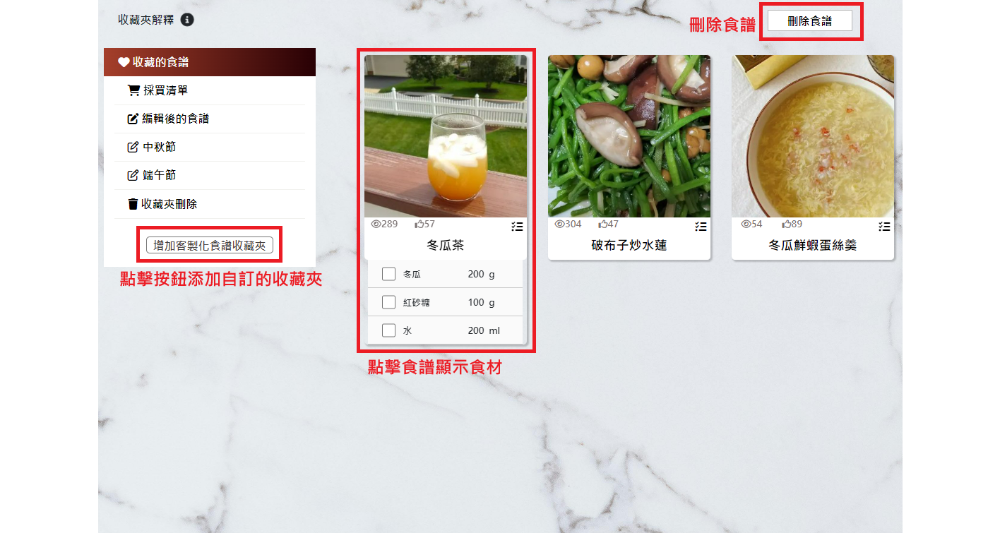 收藏夾解釋
刪除食譜
刪除食譜
收藏的食譜
採買清單
編輯後的食譜
中秋節
端午節
收藏夾刪除
增加客製化食譜收藏夾
點擊按鈕添加自訂的收藏夾
289 57
冬瓜茶
冬瓜 200 g
紅砂糖 100 g
水 200 ml
點擊食譜顯示食材
304 47
破布子炒水蓮
54 89
冬瓜鮮蝦蛋絲羹